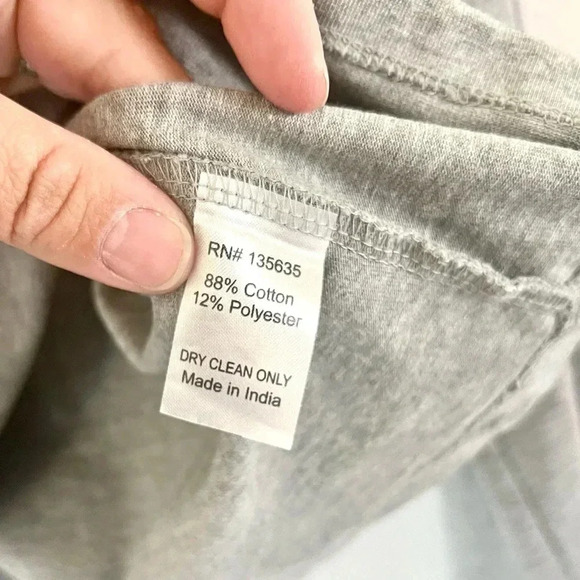 RN# 135635
88% Cotton
12% Polyester
DRY CLEAN ONLY
Made in India